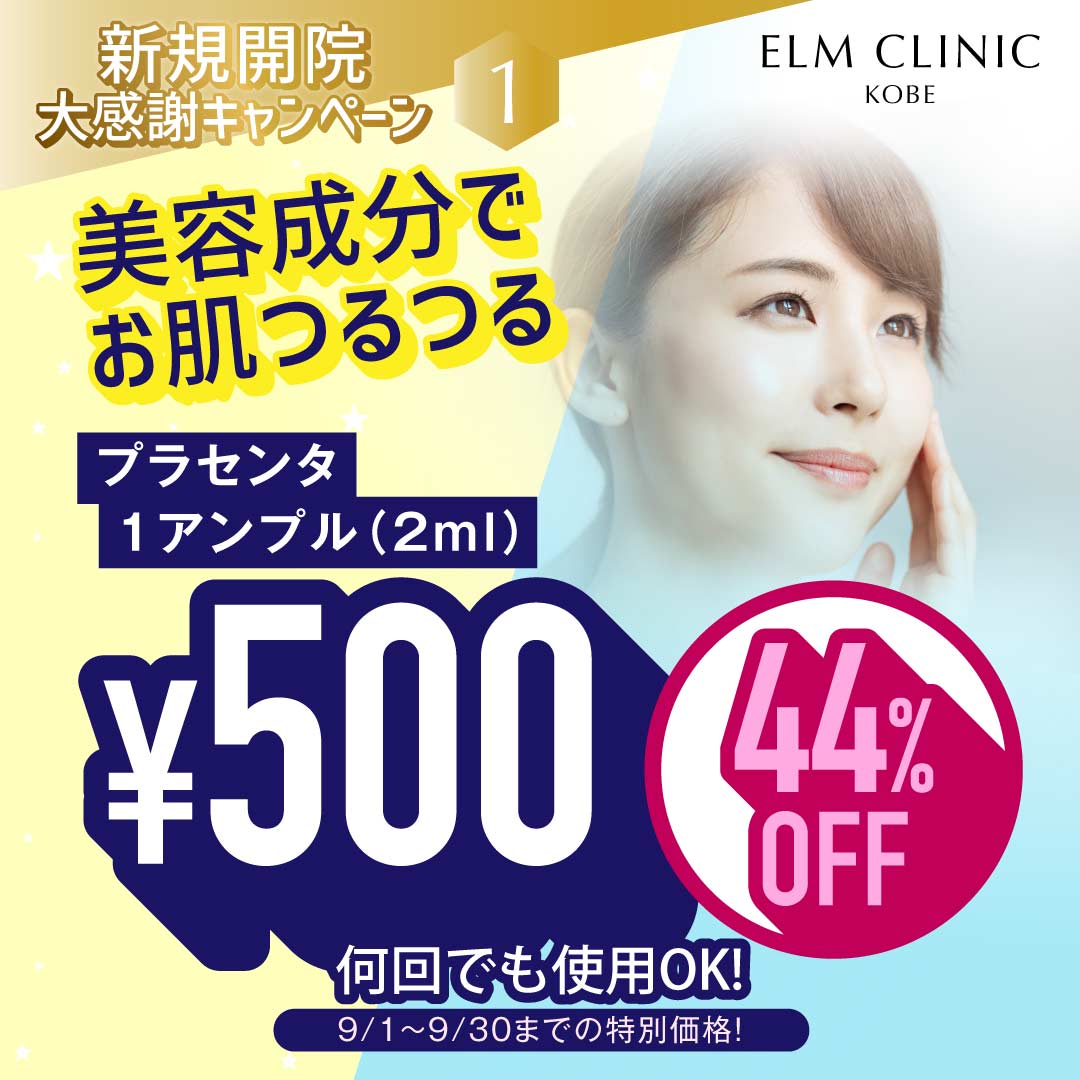 新規開院
大感謝キャンペーン
1
ELM CLINIC
KOBE
美容成分で
お肌つるつる
プラセンタ
1アンプル(2ml)
¥500
44%
OFF
何回でも使用OK!
9/1〜9/30までの特別価格!